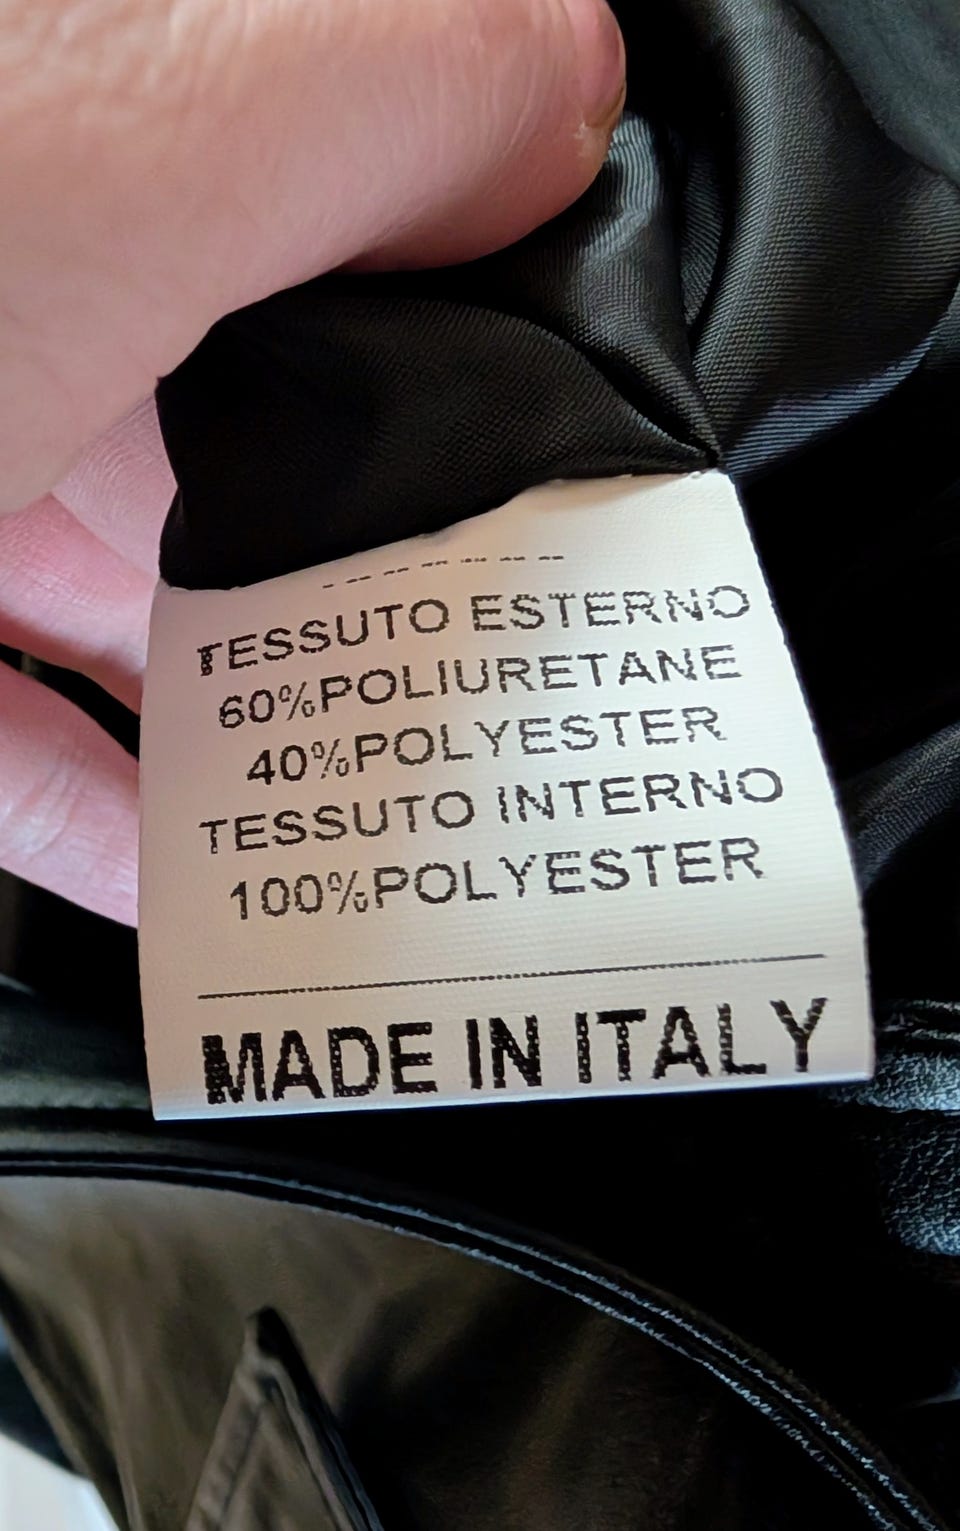 TESSUTO ESTERNO
60%POLIURETANE
40%POLYESTER
TESSUTO INTERNO
100%POLYESTER
MADE IN ITALY